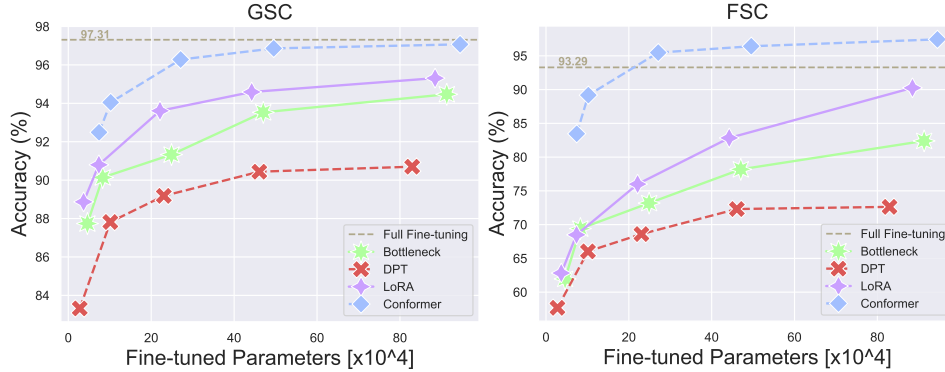 GSC
98
96
94
92
90
88
86
84
Accuracy (%)
97.31
Full Fine-tuning
Bottleneck
DPT
LoRA
Conformer
0 20 40 60 80
Fine-tuned Parameters [x10^4]
FSC
95
90
85
80
75
70
65
60
Accuracy (%)
93.29
Full Fine-tuning
Bottleneck
DPT
LoRA
Conformer
0 20 40 60 80
Fine-tuned Parameters [x10^4]